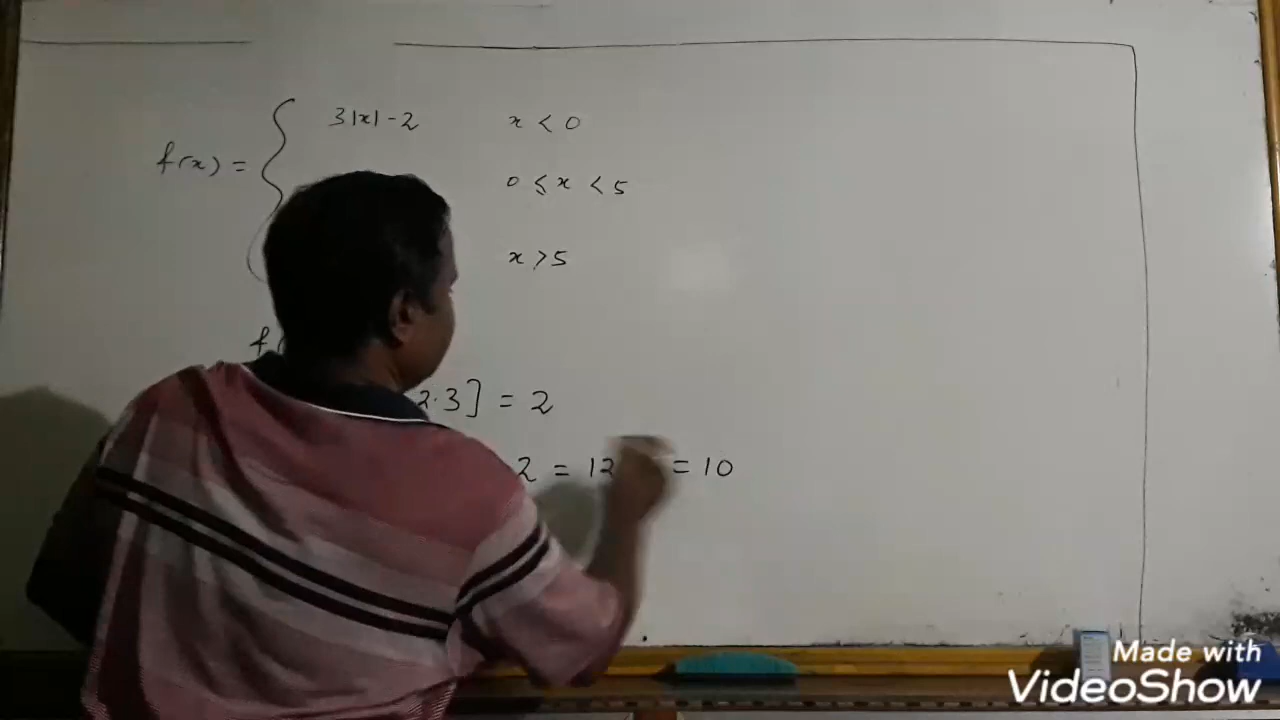 f(x) = { 3|x| - 2 x < 0
0 ≤ x < 5
x > 5
f(
2.3] = 2
2 = 12 = 10
Made with
VideoShow